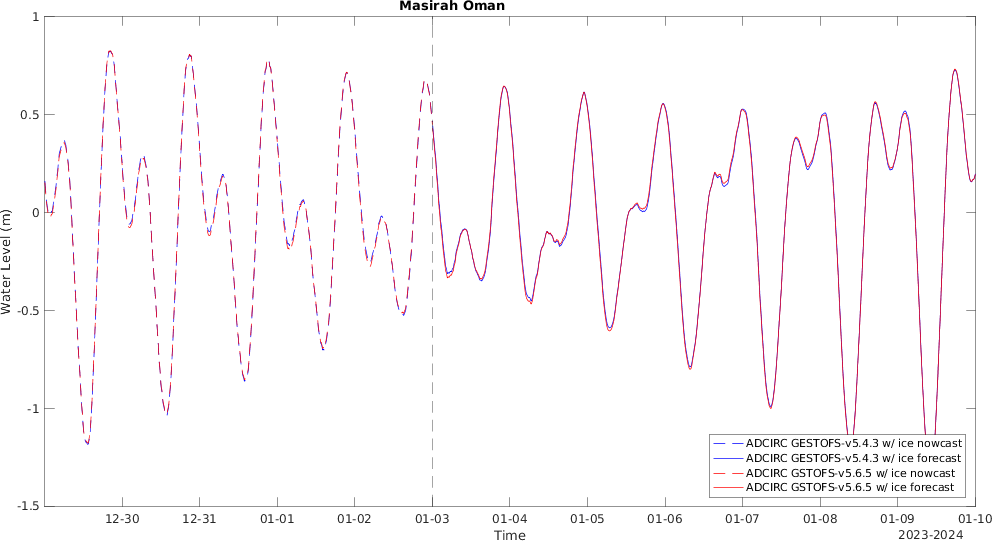 Masirah Oman
1
0.5
0
-0.5
-1
-1.5
Water Level (m)
ADCIRC GESTOFS-v5.4.3 w/ ice nowcast
ADCIRC GESTOFS-v5.4.3 w/ ice forecast
ADCIRC GSTOFS-v5.6.5 w/ ice nowcast
ADCIRC GSTOFS-v5.6.5 w/ ice forecast
12-30 12-31 01-01 01-02 01-03 01-04 01-05 01-06 01-07 01-08 01-09 01-10
Time
2023-2024